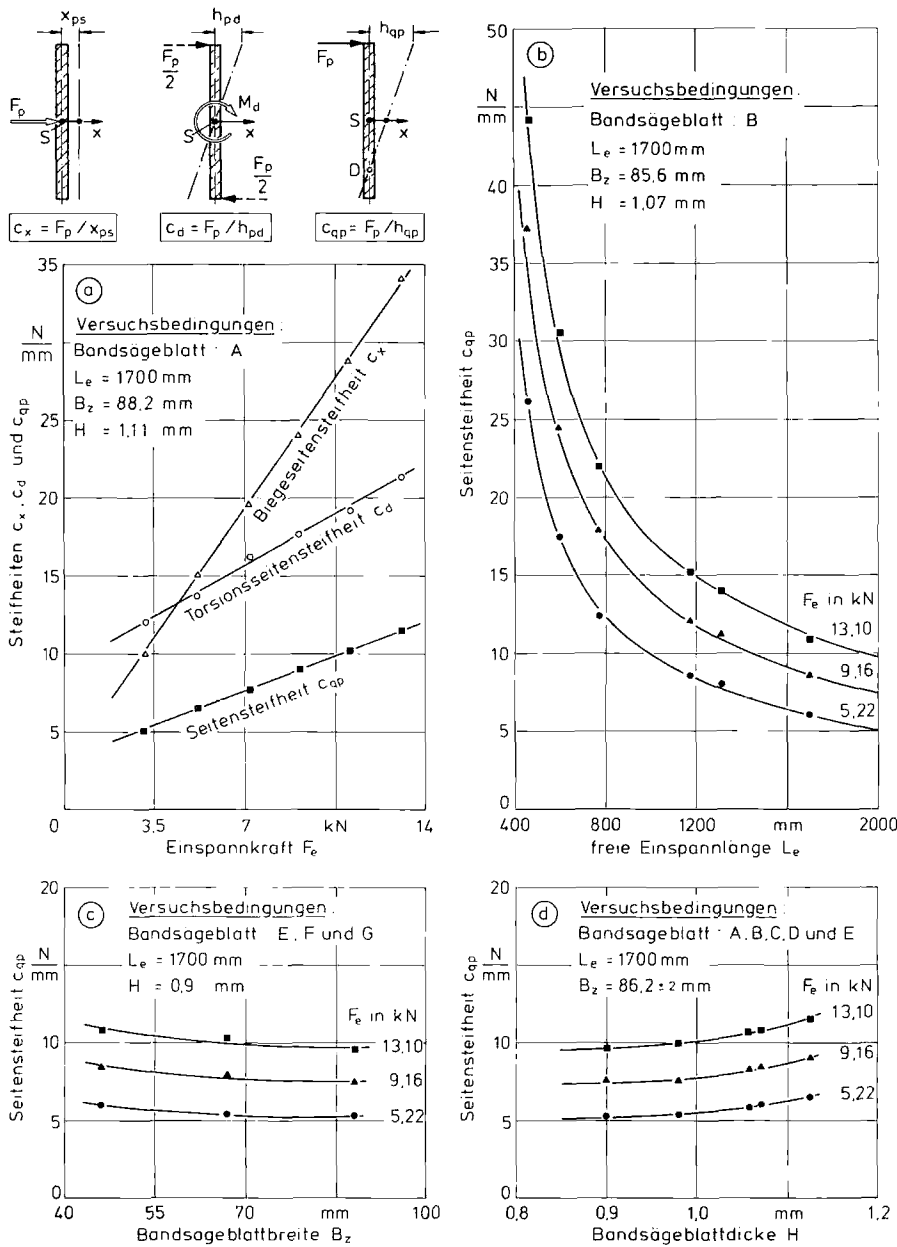 x_ps
F_p
S
x
c_x = F_p / x_ps
h_pd
F_p
2
M_d
S
x
F_p
2
c_d = F_p / h_pd
h_qp
F_p
S
x
D
c_qp = F_p / h_qp
a
Versuchsbedingungen:
Bandsägeblatt : A
L_e = 1700 mm
B_z = 88,2 mm
H = 1,11 mm
Steifheiten c_x, c_d und c_qp
N
mm
35
25
20
15
10
5
0
Biegeseitensteifheit c_x
Torsionsseitensteifheit c_d
Seitensteifheit c_qp
0 3.5 7 kN 14
Einspannkraft F_e
b
Versuchsbedingungen:
Bandsägeblatt : B
L_e = 1700 mm
B_z = 85,6 mm
H = 1,07 mm
Seitensteifheit c_qp
50
N
mm
40
35
30
25
20
15
10
5
0
F_e in kN
13,10
9,16
5,22
400 800 1200 mm 2000
freie Einspannlänge L_e
c
Versuchsbedingungen:
Bandsageblatt E, F und G
L_e = 1700 mm
H = 0,9 mm
Seitensteifheit c_qp
20
N
mm
10
5
0
F_e in kN
13,10
9,16
5,22
40 55 70 mm 100
Bandsägeblattbreite B_z
d
Versuchsbedingungen:
Bandsägeblatt : A,B,C,D und E
L_e = 1700 mm
B_z = 86,2 ± 2 mm
Seitensteifheit c_qp
20
N
mm
10
5
0
F_e in kN
13,10
9,16
5,22
0,8 0,9 1,0 mm 1,2
Bandsägeblattdicke H